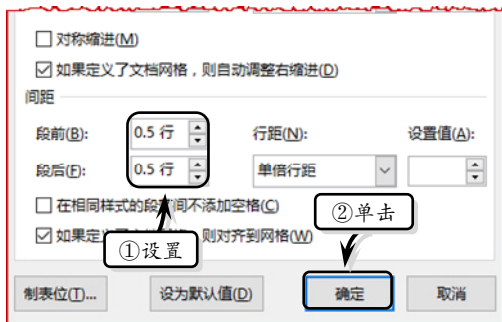 对称缩进(M)
如果定义了文档网格，则自动调整右缩进(D)
间距
段前(B): 0.5 行 行距(N): 设置值(A):
段后(F): 0.5 行 单倍行距
在相同样式的段 间不添加空格(C)
②单击
如果定 则对齐到网格(W)
①设置
制表位(T)... 设为默认值(D) 确定 取消